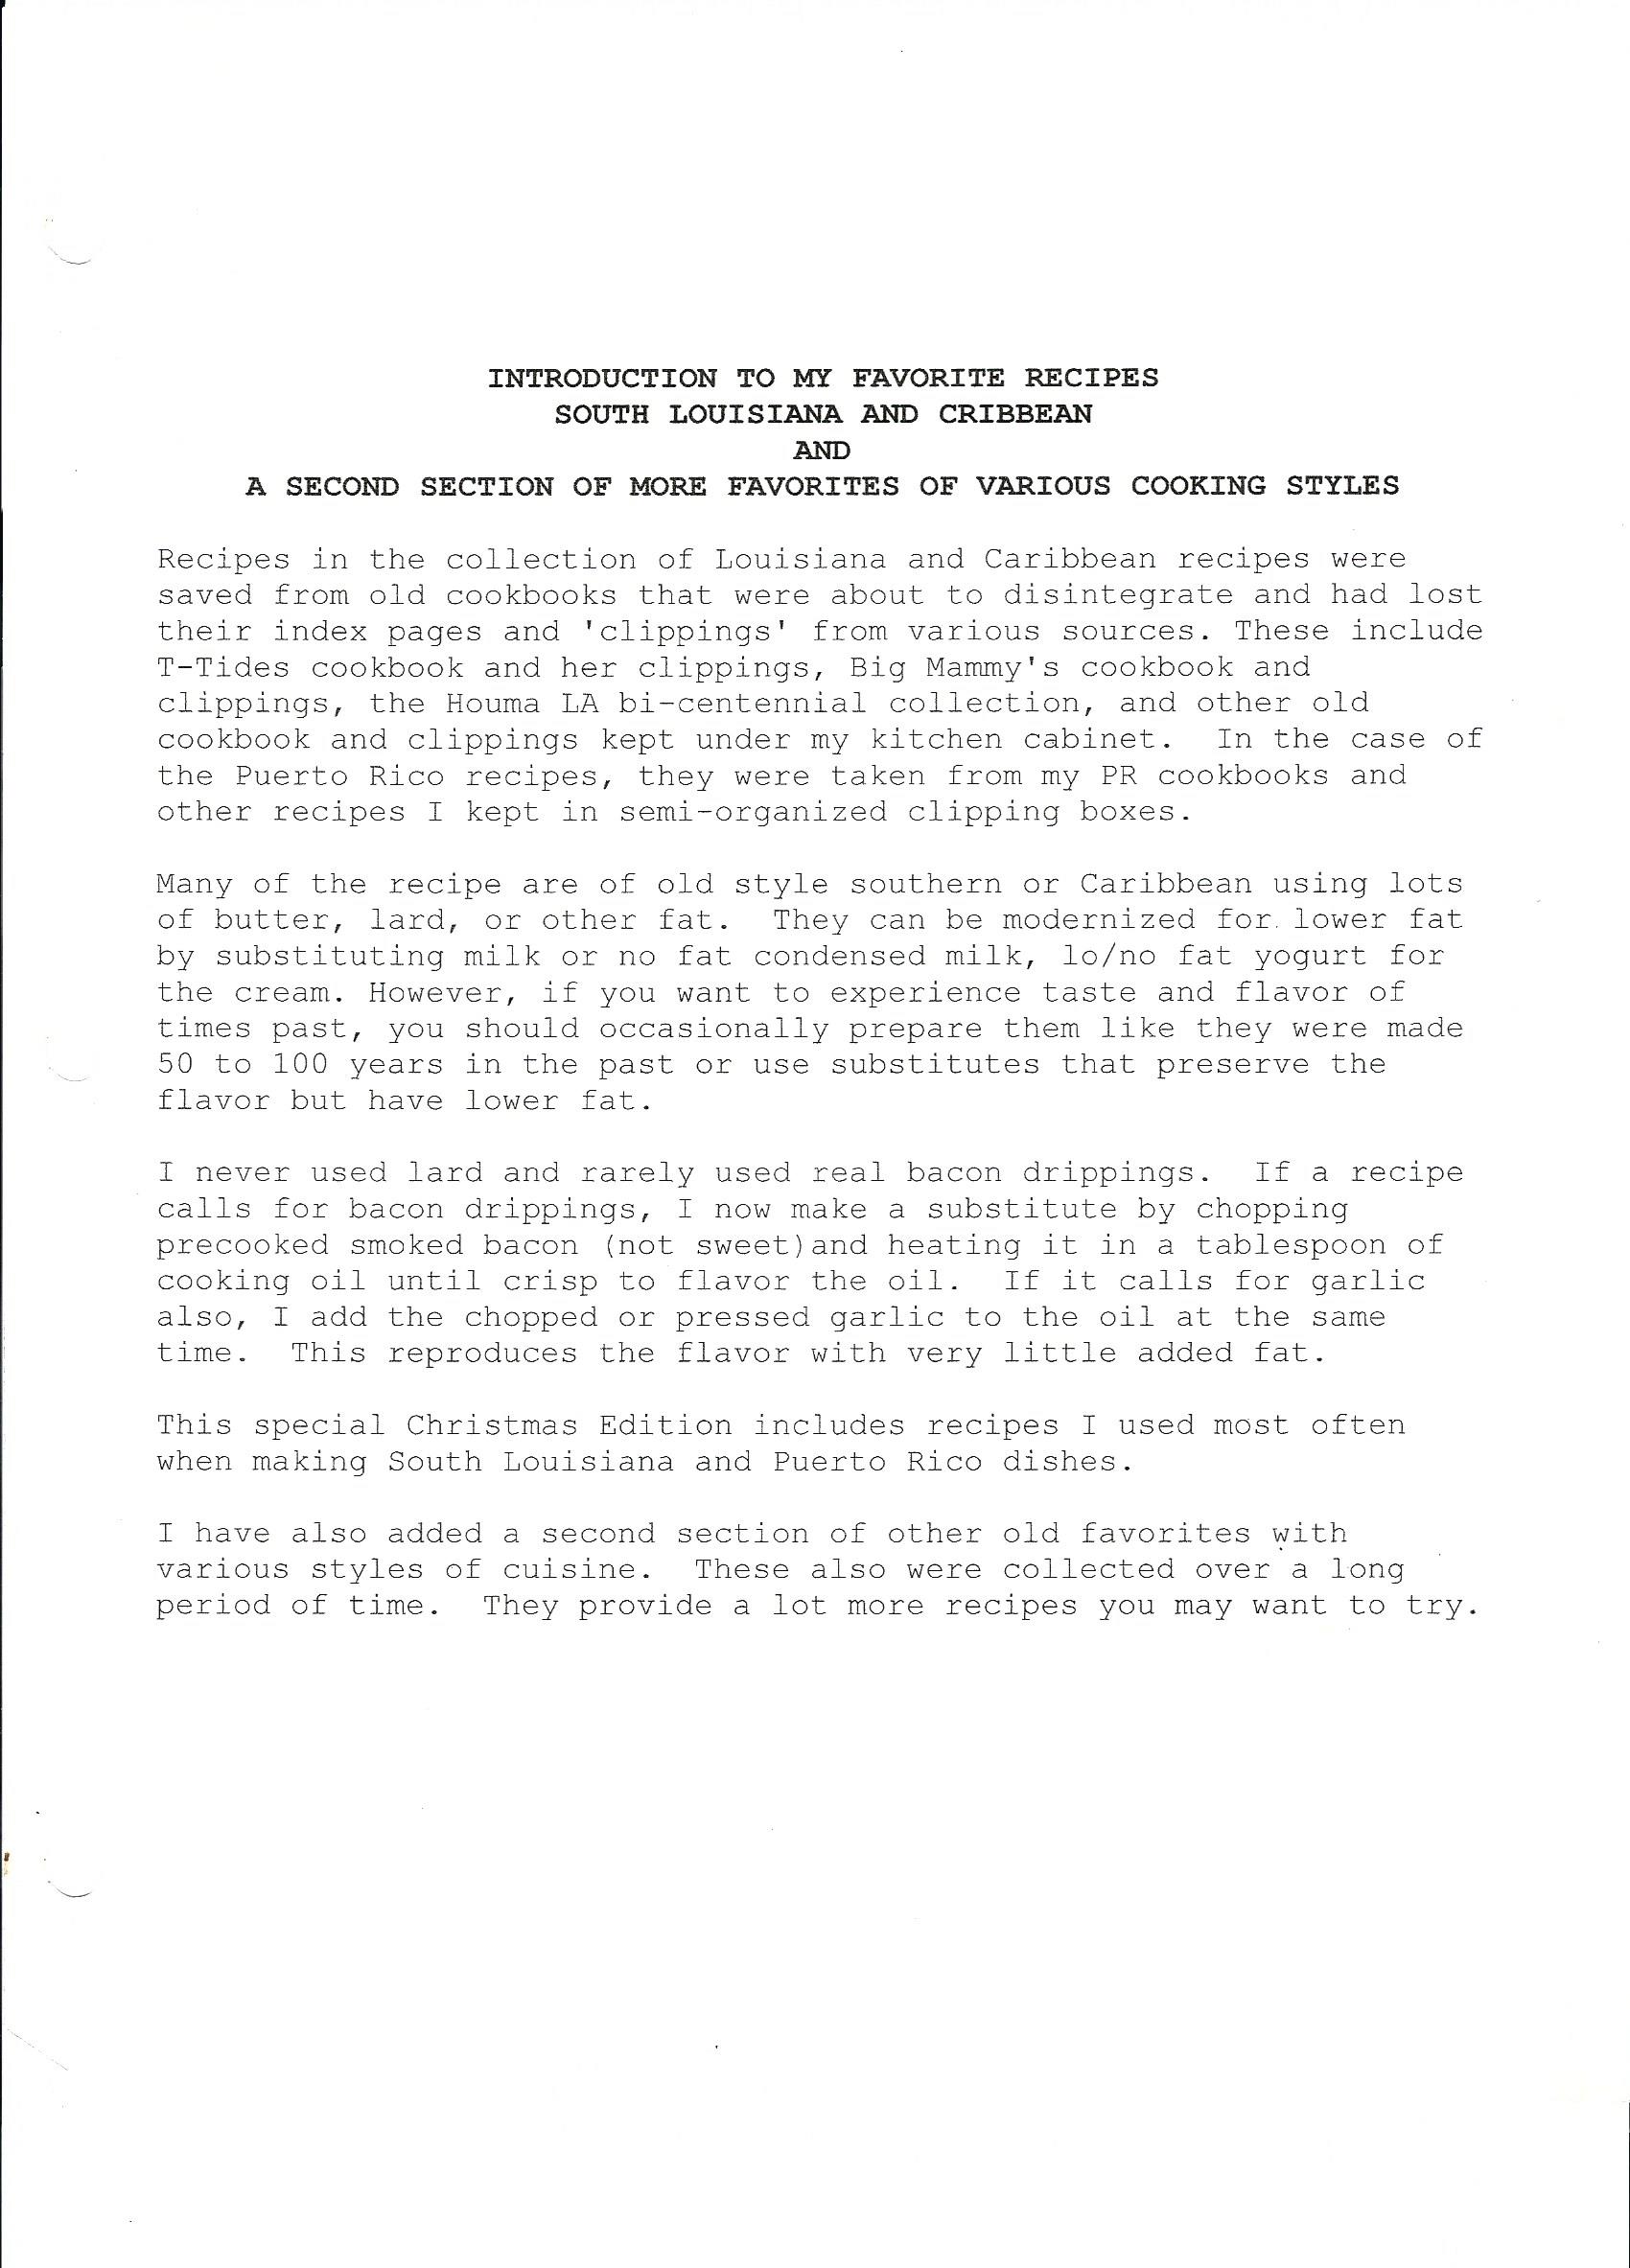 INTRODUCTION TO MY FAVORITE RECIPES
SOUTH LOUISIANA AND CRIBBEAN
AND
A SECOND SECTION OF MORE FAVORITES OF VARIOUS COOKING STYLES
Recipes in the collection of Louisiana and Caribbean recipes were
saved from old cookbooks that were about to disintegrate and had lost
their index pages and 'clippings' from various sources. These include
T-Tides cookbook and her clippings, Big Mammy's cookbook and
clippings, the Houma LA bi-centennial collection, and other old
cookbook and clippings kept under my kitchen cabinet.  In the case of
the Puerto Rico recipes, they were taken from my PR cookbooks and
other recipes I kept in semi-organized clipping boxes.
Many of the recipe are of old style southern or Caribbean using lots
of butter, lard, or other fat.  They can be modernized for lower fat
by substituting milk or no fat condensed milk, lo/no fat yogurt for
the cream. However, if you want to experience taste and flavor of
times past, you should occasionally prepare them like they were made
50 to 100 years in the past or use substitutes that preserve the
flavor but have lower fat.
I never used lard and rarely used real bacon drippings.  If a recipe
calls for bacon drippings, I now make a substitute by chopping
precooked smoked bacon (not sweet)and heating it in a tablespoon of
cooking oil until crisp to flavor the oil.  If it calls for garlic
also, I add the chopped or pressed garlic to the oil at the same
time.  This reproduces the flavor with very little added fat.
This special Christmas Edition includes recipes I used most often
when making South Louisiana and Puerto Rico dishes.
I have also added a second section of other old favorites with
various styles of cuisine.  These also were collected over a long
period of time.  They provide a lot more recipes you may want to try.